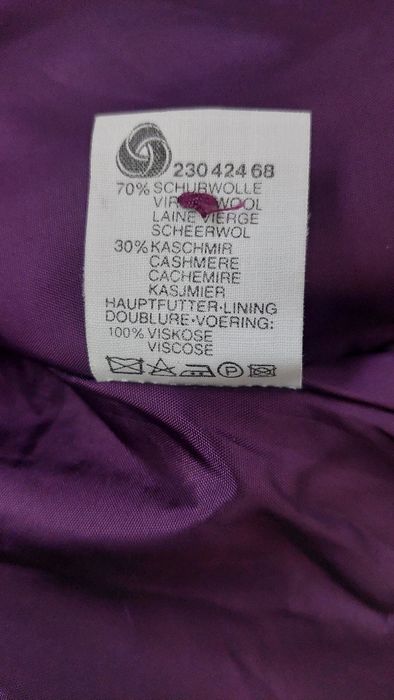 230 424 68
70% SCHURWOLLE
VIRGIN WOOL
LAINE VIERGE
SCHEERWOL
30% KASCHMIR
CASHMERE
CACHEMIRE
KASJMIER
HAUPTFUTTER·LINING
DOUBLURE·VOERING:
100% VISKOSE
VISCOSE
P